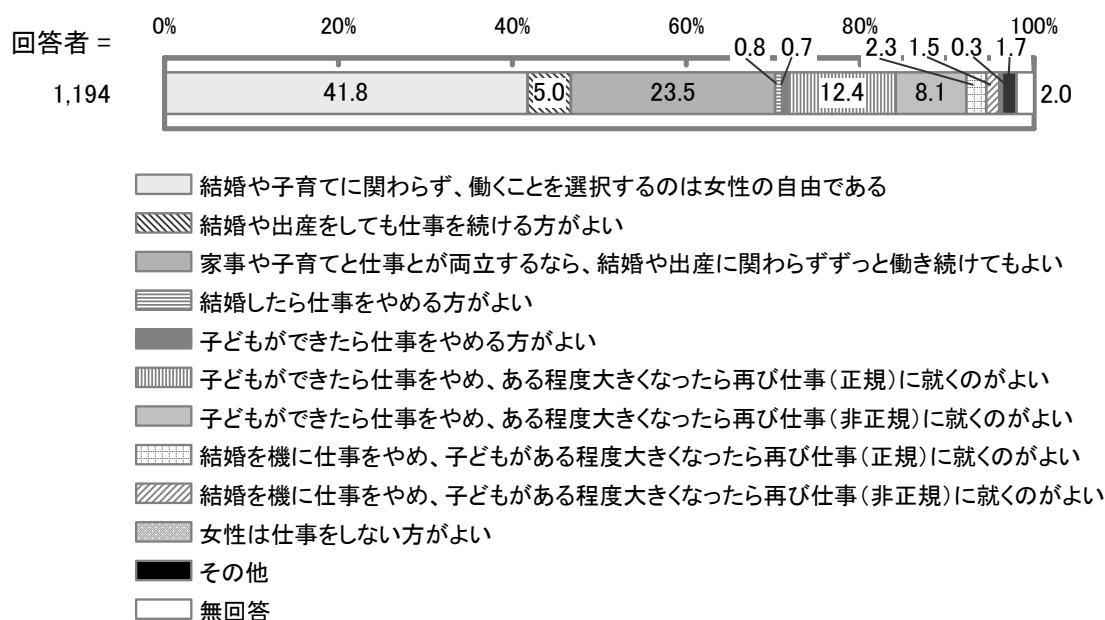 0% 20% 40% 60% 80% 100%
回答者 =
0.8 0.7 2.3 1.5 0.3 1.7
1,194 41.8 5.0 23.5 12.4 8.1 2.0
結婚や子育てに関わらず、働くことを選択するのは女性の自由である
結婚や出産をしても仕事を続ける方がよい
家事や子育てと仕事とが両立するなら、結婚や出産に関わらずずっと働き続けてもよい
結婚したら仕事をやめる方がよい
子どもができたら仕事をやめる方がよい
子どもができたら仕事をやめ、ある程度大きくなったら再び仕事(正規)に就くのがよい
子どもができたら仕事をやめ、ある程度大きくなったら再び仕事(非正規)に就くのがよい
結婚を機に仕事をやめ、子どもがある程度大きくなったら再び仕事(正規)に就くのがよい
結婚を機に仕事をやめ、子どもがある程度大きくなったら再び仕事(非正規)に就くのがよい
女性は仕事をしない方がよい
その他
無回答